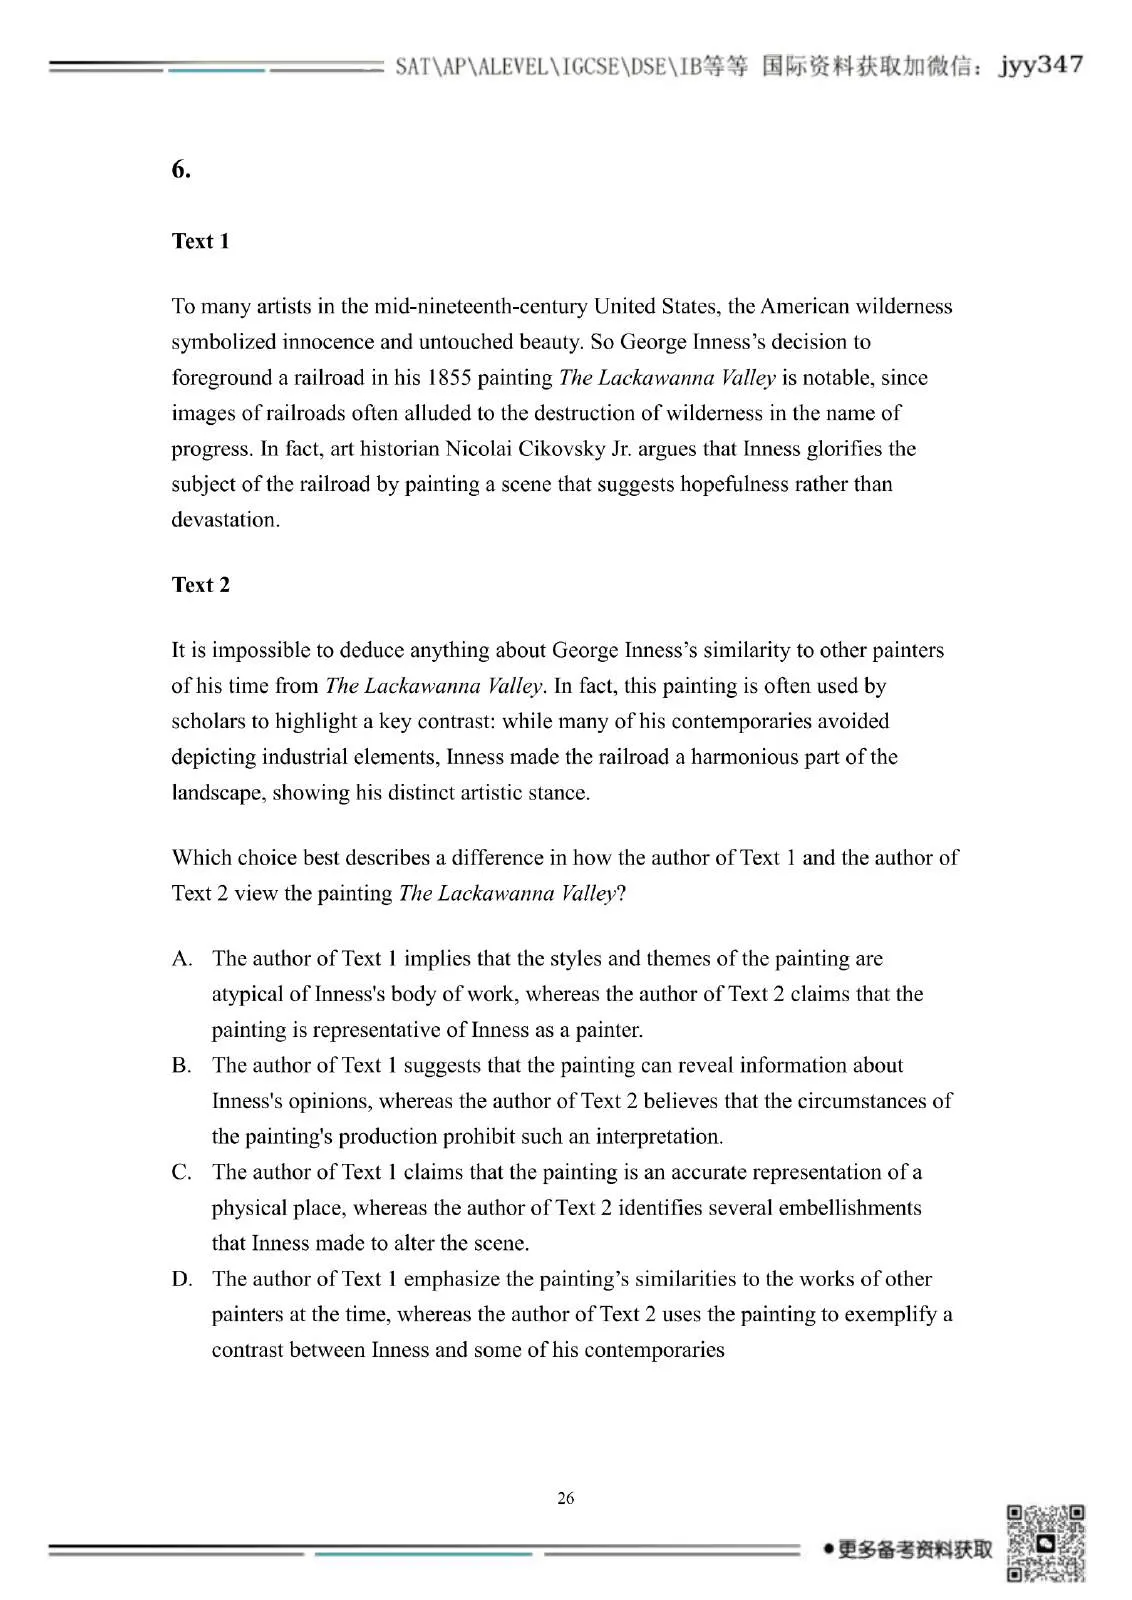 SAT\AP\ALEVEL\IGCSE\DSE\IB等等 国际资料获取加微信： jyy347
6.
Text 1
To many artists in the mid-nineteenth-century United States, the American wilderness
symbolized innocence and untouched beauty. So George Inness’s decision to
foreground a railroad in his 1855 painting The Lackawanna Valley is notable, since
images of railroads often alluded to the destruction of wilderness in the name of
progress. In fact, art historian Nicolai Cikovsky Jr. argues that Inness glorifies the
subject of the railroad by painting a scene that suggests hopefulness rather than
devastation.
Text 2
It is impossible to deduce anything about George Inness’s similarity to other painters
of his time from The Lackawanna Valley. In fact, this painting is often used by
scholars to highlight a key contrast: while many of his contemporaries avoided
depicting industrial elements, Inness made the railroad a harmonious part of the
landscape, showing his distinct artistic stance.
Which choice best describes a difference in how the author of Text 1 and the author of
Text 2 view the painting The Lackawanna Valley?
A. The author of Text 1 implies that the styles and themes of the painting are
atypical of Inness's body of work, whereas the author of Text 2 claims that the
painting is representative of Inness as a painter.
B. The author of Text 1 suggests that the painting can reveal information about
Inness's opinions, whereas the author of Text 2 believes that the circumstances of
the painting's production prohibit such an interpretation.
C. The author of Text 1 claims that the painting is an accurate representation of a
physical place, whereas the author of Text 2 identifies several embellishments
that Inness made to alter the scene.
D. The author of Text 1 emphasize the painting’s similarities to the works of other
painters at the time, whereas the author of Text 2 uses the painting to exemplify a
contrast between Inness and some of his contemporaries
26
●更多备考资料获取